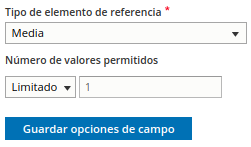 Tipo de elemento de referencia *
Media
Número de valores permitidos
Limitado 1
Guardar opciones de campo